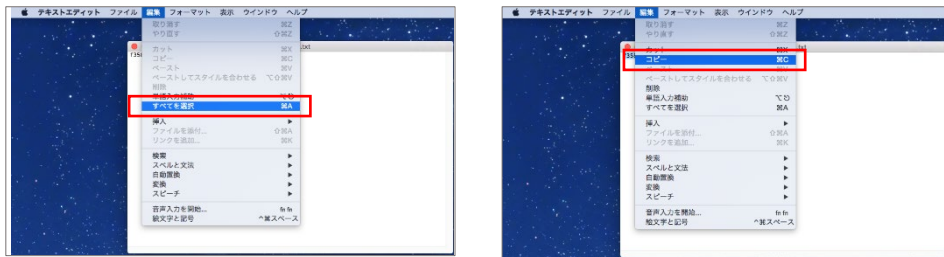 テキストエディット ファイル 編集 フォーマット 表示 ウインドウ ヘルプ
取り消す ⌘Z
やり直す ⇧⌘Z
カット ⌘X
コピー ⌘C
ペースト ⌘V
ペーストしてスタイルを合わせる ⌥⇧⌘V
削除
単語入力補助
すべてを選択 ⌘A
挿入
ファイルを添付... ⇧⌘A
リンクを追加... ⌘K
検索
スペルと文法
自動置換
変換
スピーチ
音声入力を開始... fn fn
絵文字と記号 ^⌘スペース
.txt
テキストエディット ファイル 編集 フォーマット 表示 ウインドウ ヘルプ
取り消す ⌘Z
やり直す ⇧⌘Z
カット ⌘X
コピー ⌘C
ペーストしてスタイルを合わせる ⌥⇧⌘V
削除
単語入力補助
すべてを選択 ⌘A
挿入
ファイルを添付... ⇧⌘A
リンクを追加... ⌘K
検索
スペルと文法
自動置換
変換
スピーチ
音声入力を開始... fn fn
絵文字と記号 ^⌘スペース